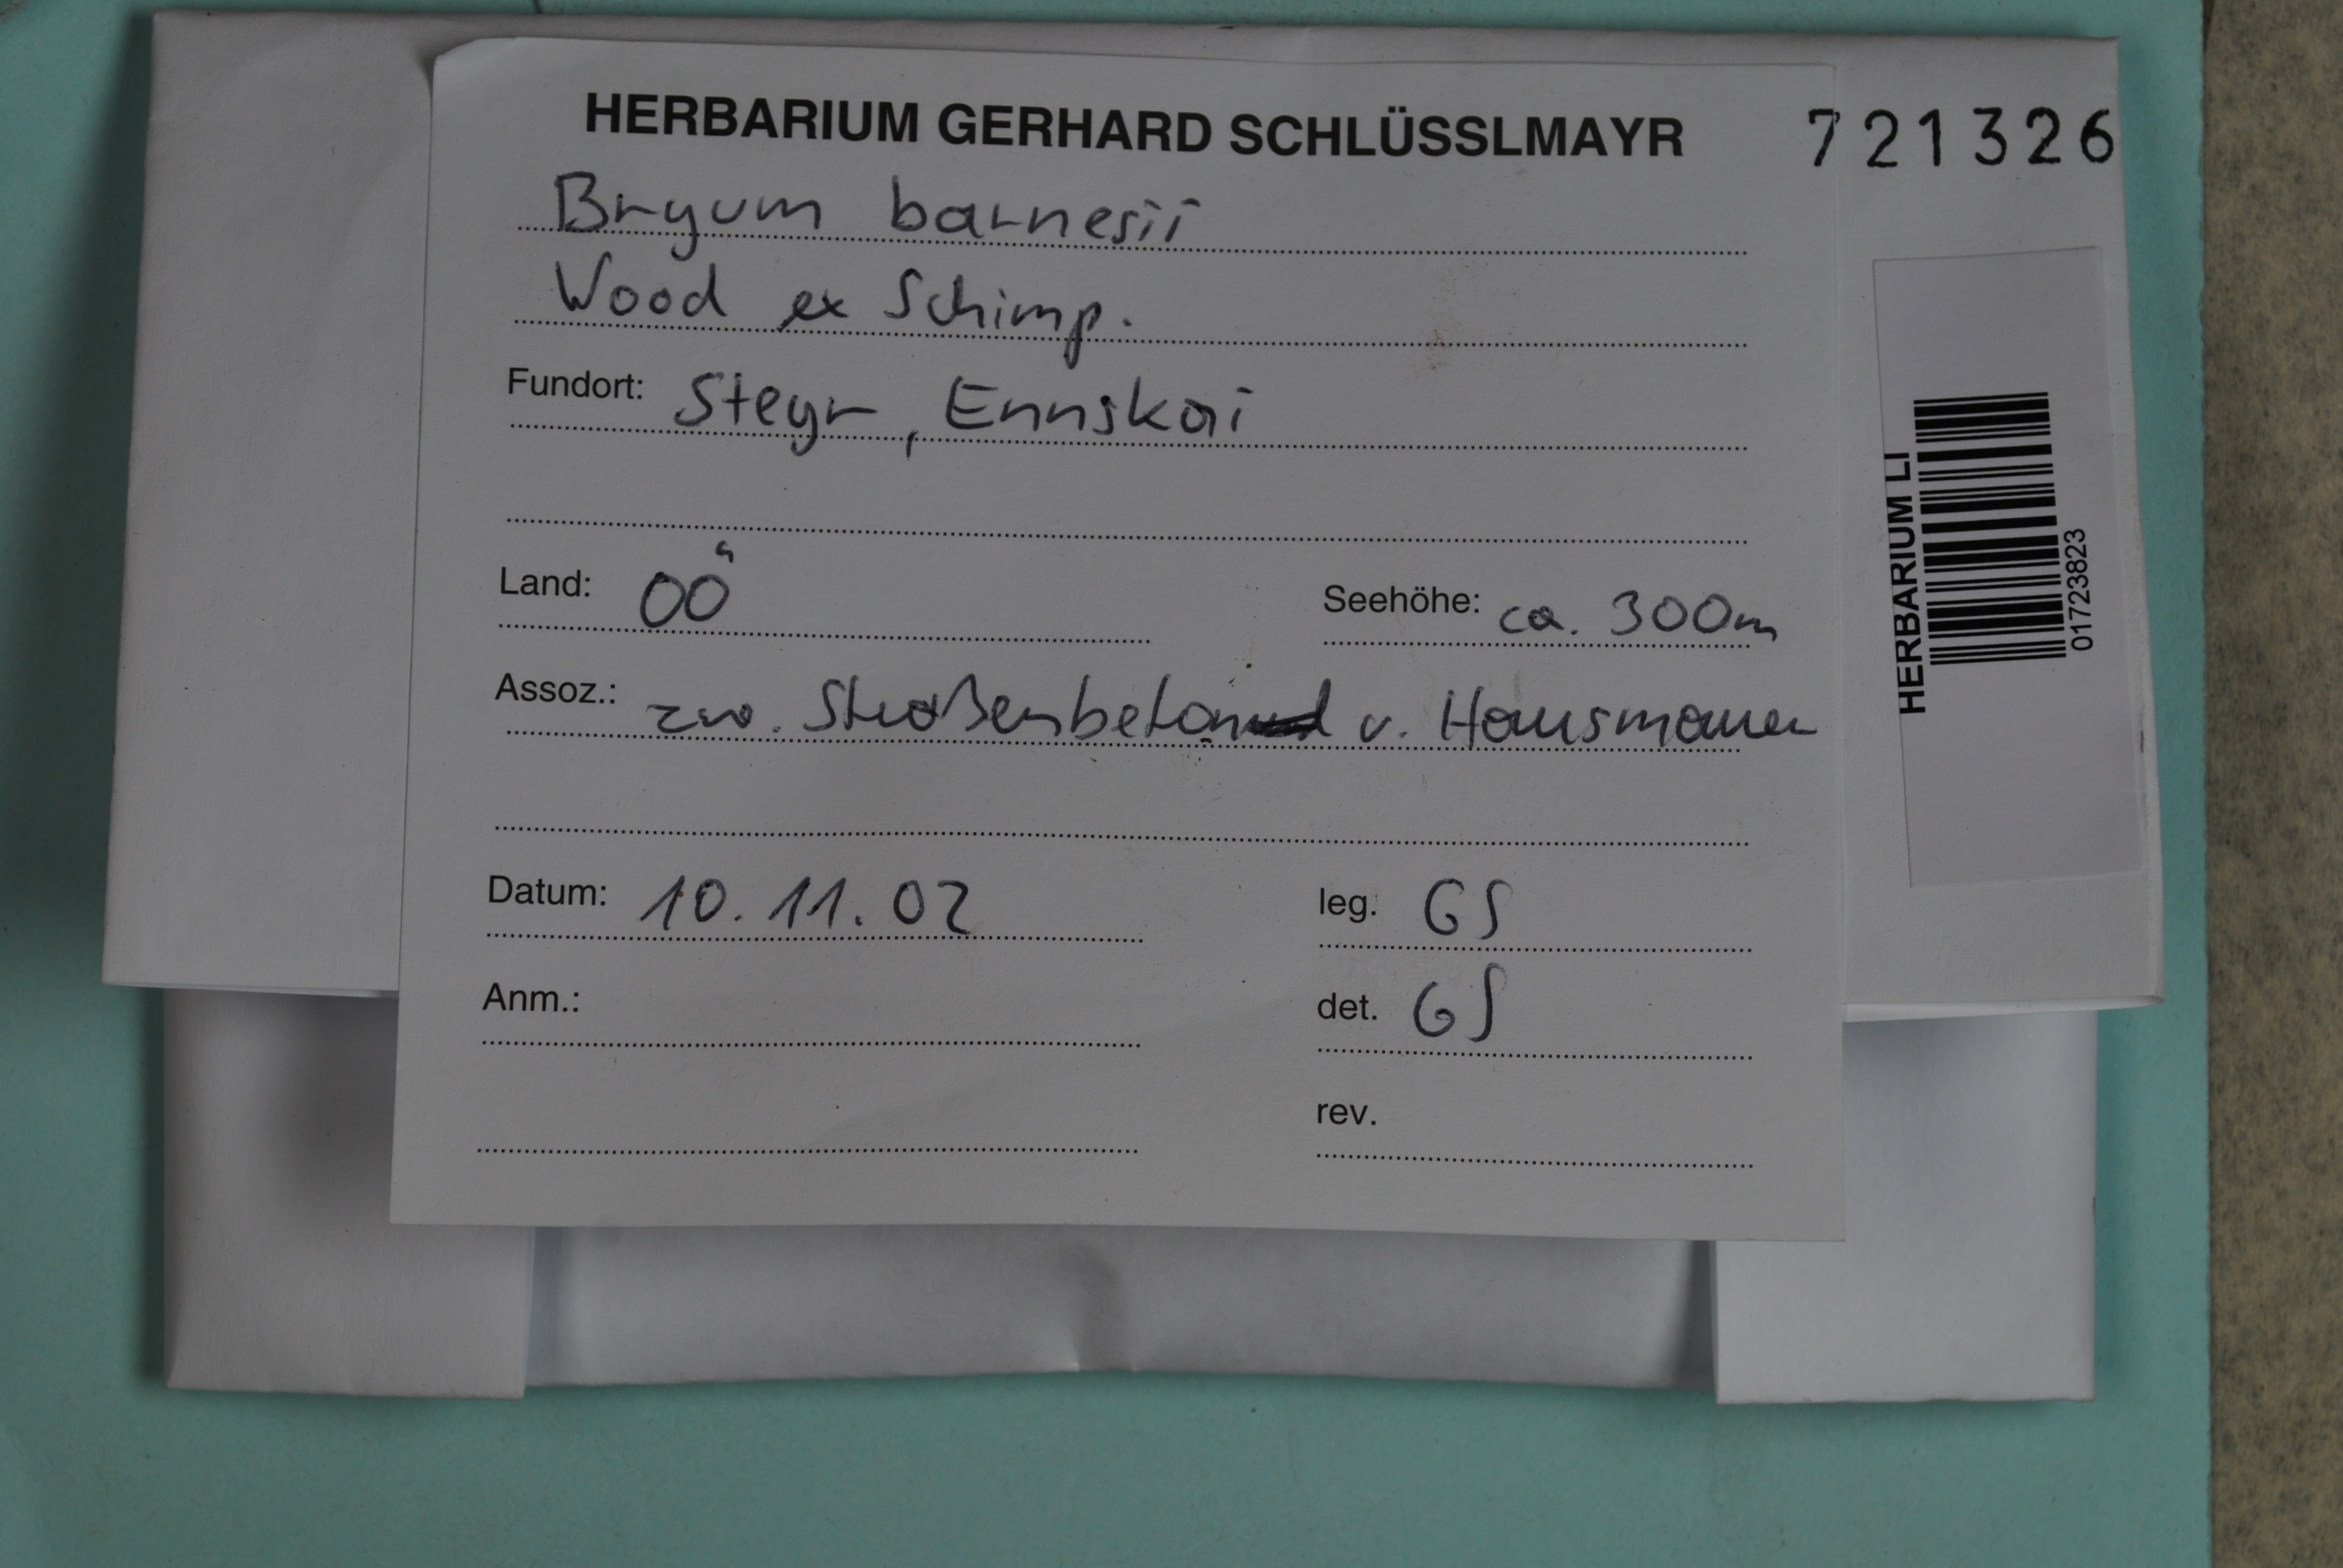 HERBARIUM GERHARD SCHLÜSSLMAYR
721326
Bryum barnesii
Wood ex Schimp.
Fundort: Steyr, Ennskai
Land: OÖ
Seehöhe: ca. 300m
Assoz.: zw. Straßenbeton u. Hausmauer
Datum: 10.11.02
leg. GS
Anm.:
det. GS
rev.
HERBARIUM LI
01723823